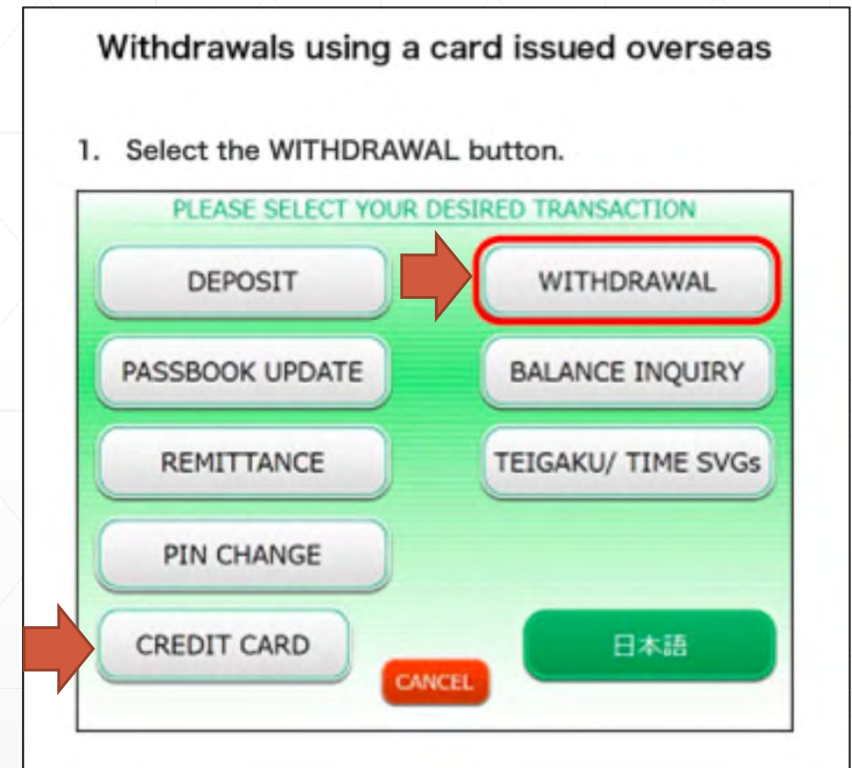 Withdrawals using a card issued overseas
1. Select the WITHDRAWAL button.
PLEASE SELECT YOUR DESIRED TRANSACTION
DEPOSIT
WITHDRAWAL
PASSBOOK UPDATE
BALANCE INQUIRY
REMITTANCE
TEIGAKU/ TIME SVGs
PIN CHANGE
CREDIT CARD
日本語
CANCEL